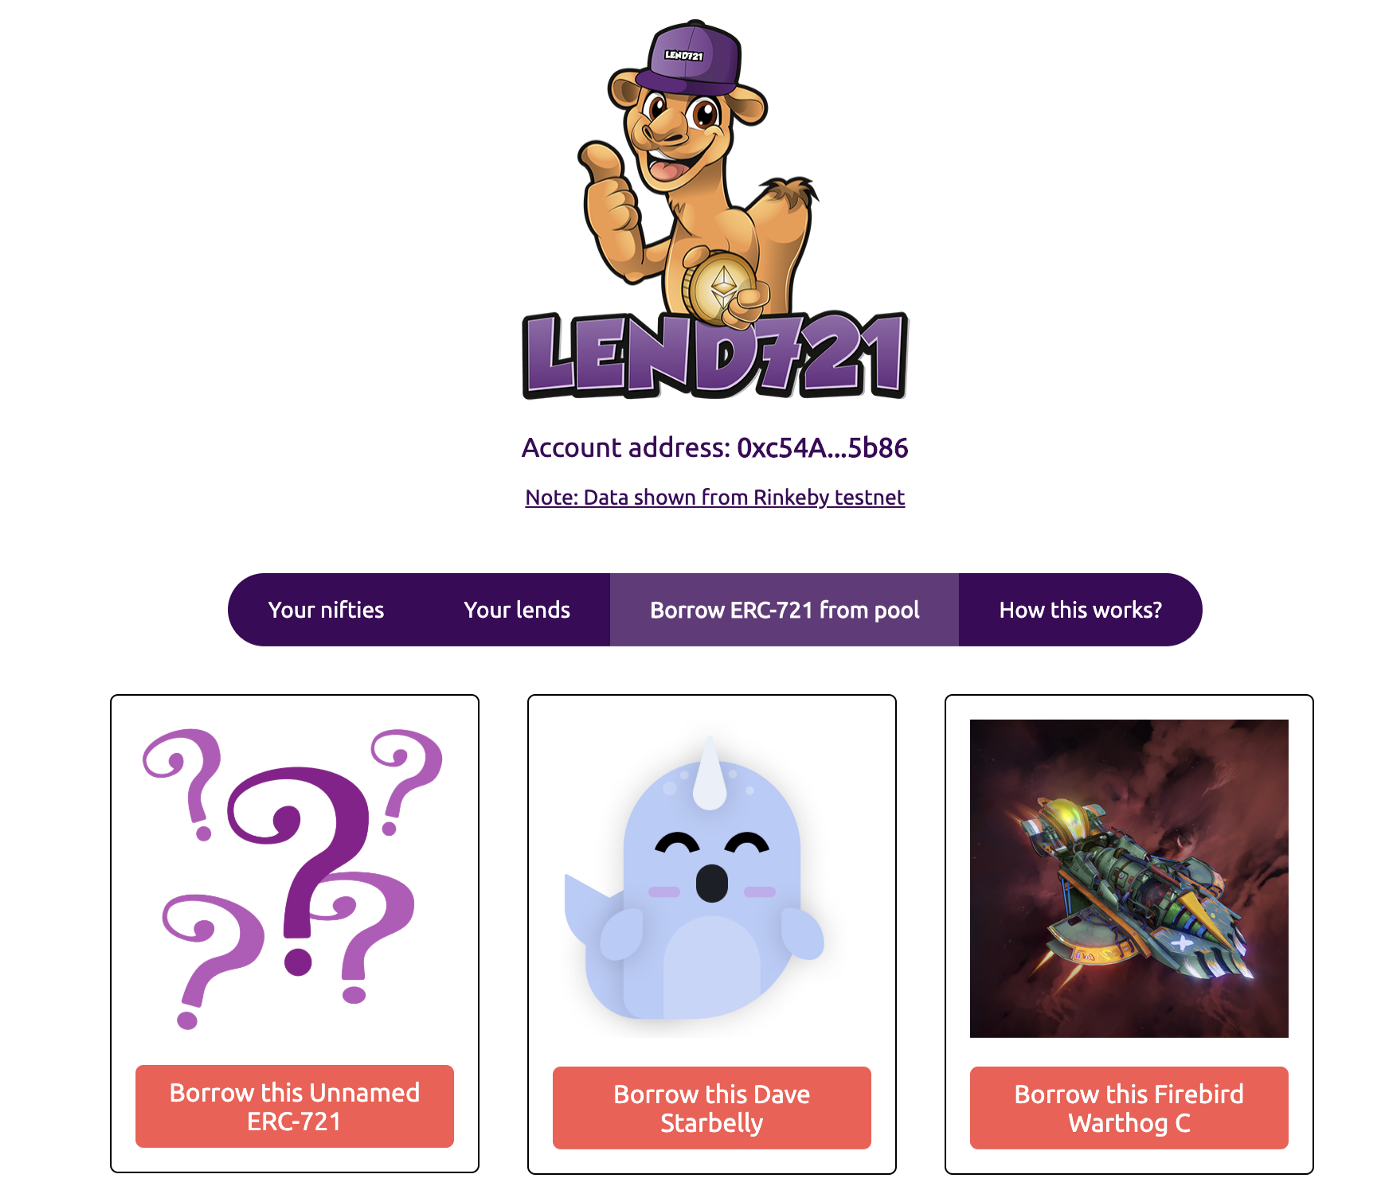 LEND721
LEND721
Account address: 0xc54A...5b86
Note: Data shown from Rinkeby testnet
Your nifties
Your lends
Borrow ERC-721 from pool
How this works?
Borrow this Unnamed
ERC-721
Borrow this Dave
Starbelly
Borrow this Firebird
Warthog C